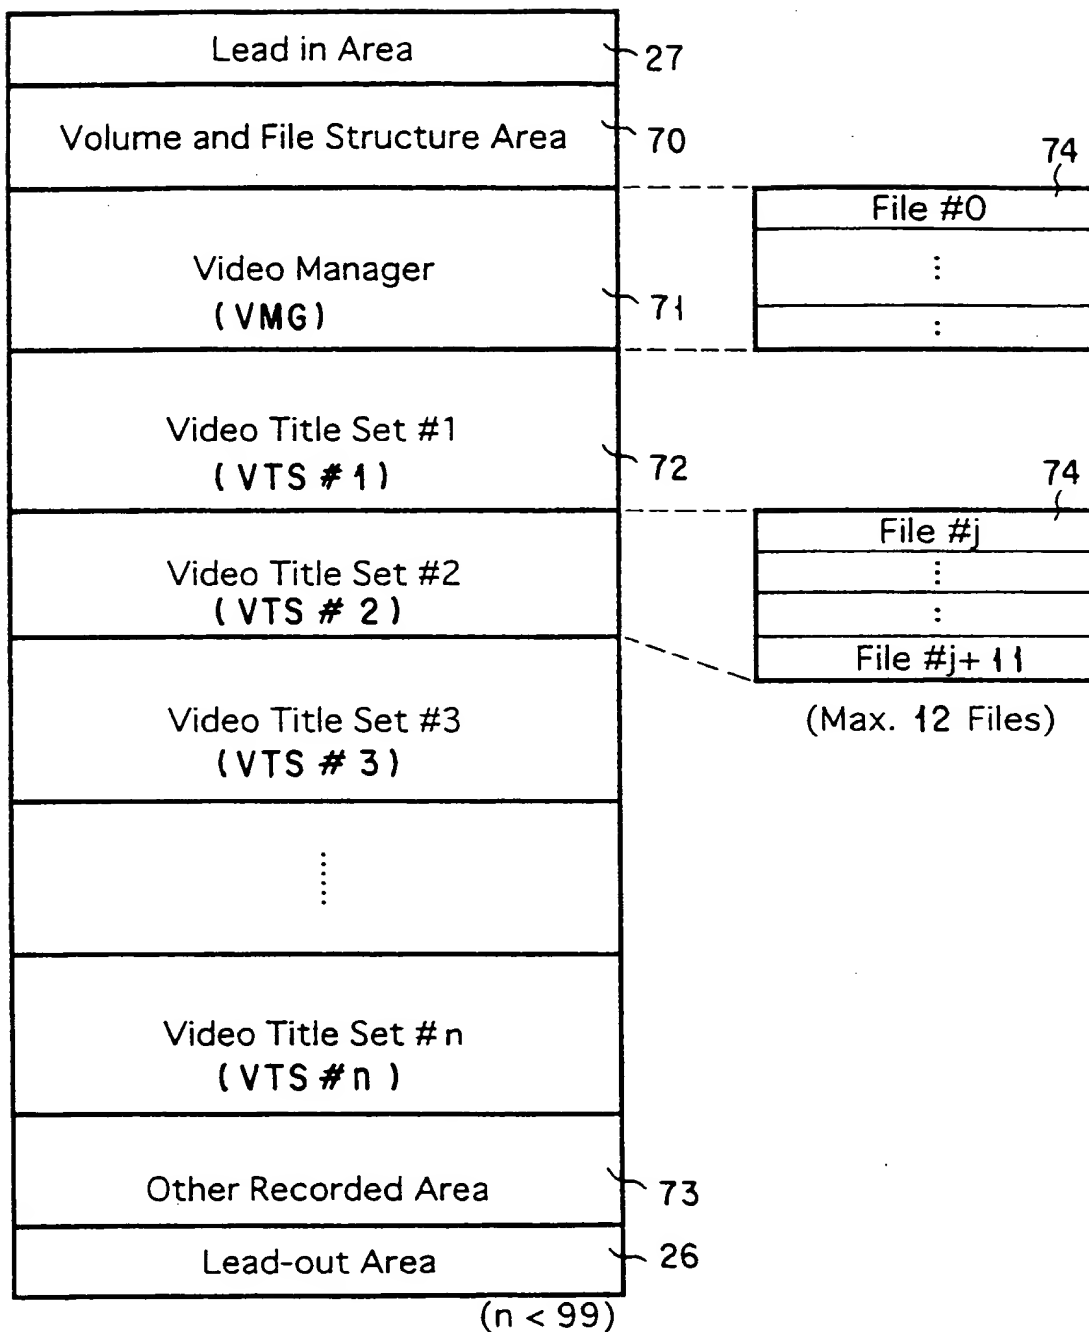 Lead in Area
27
Volume and File Structure Area
70
74
File #0
Video Manager
(VMG)
71
Video Title Set #1
(VTS #1)
72
74
File #j
Video Title Set #2
(VTS # 2)
File #j+ 11
(Max. 12 Files)
Video Title Set #3
(VTS # 3)
Video Title Set #n
(VTS #n)
Other Recorded Area
73
Lead-out Area
26
(n < 99)